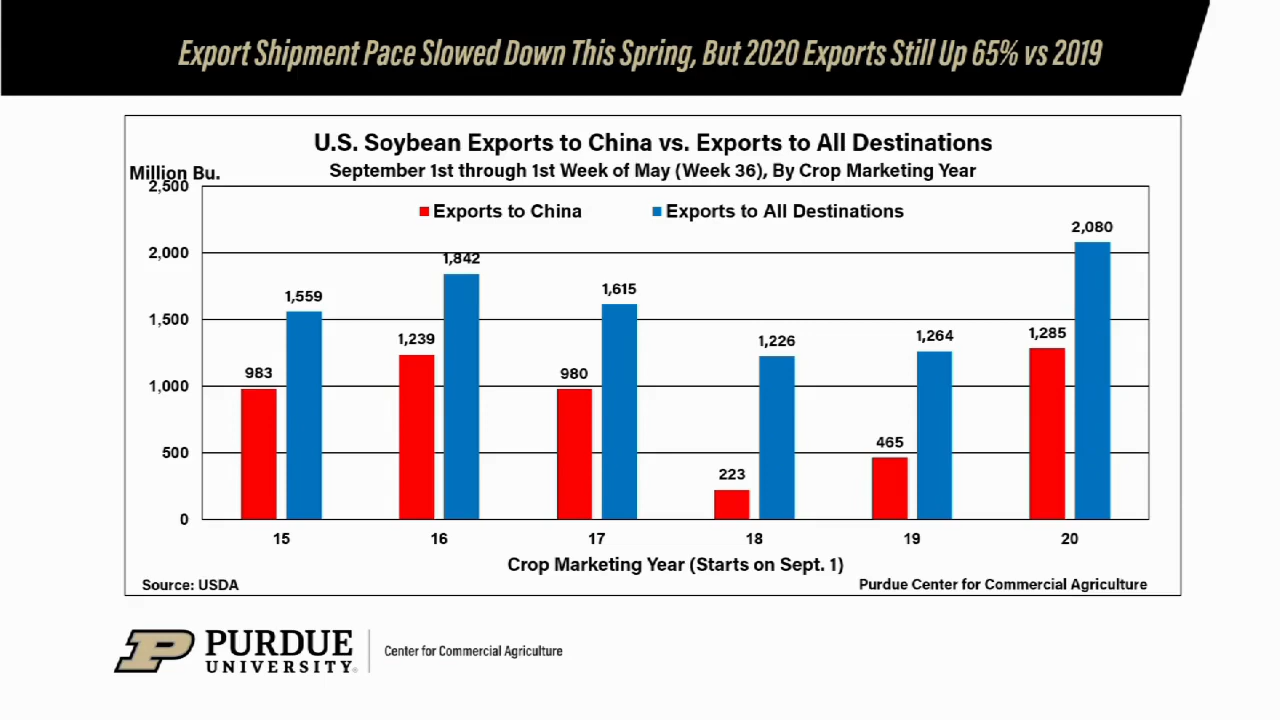 Export Shipment Pace Slowed Down This Spring, But 2020 Exports Still Up 65% vs 2019
U.S. Soybean Exports to China vs. Exports to All Destinations
September 1st through 1st Week of May (Week 36), By Crop Marketing Year
Million Bu.
2,500
Exports to China
Exports to All Destinations
2,080
2,000
1,842
1,559
1,615
1,500
1,239
1,226
1,264
1,285
983
980
1,000
465
500
223
0
15
16
17
18
19
20
Crop Marketing Year (Starts on Sept. 1)
Source: USDA
Purdue Center for Commercial Agriculture
P
PURDUE
UNIVERSITY®
Center for Commercial Agriculture